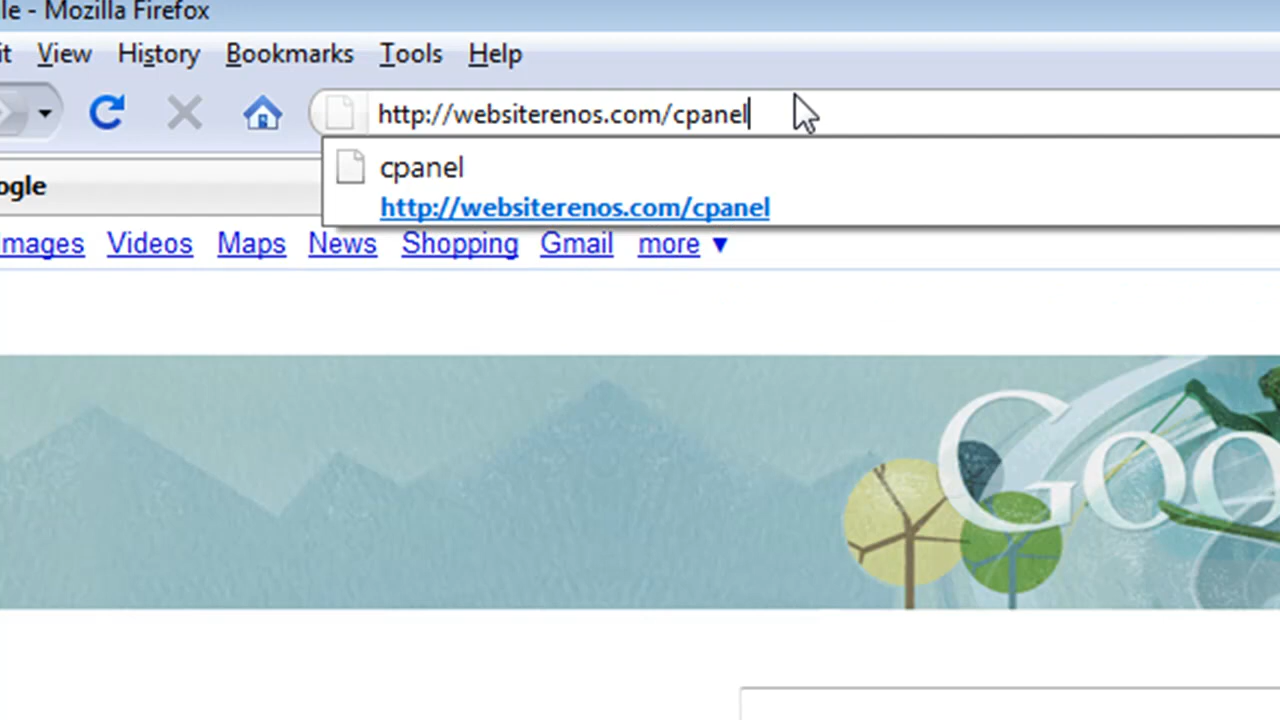 le - Mozilla Firefox
it View History Bookmarks Tools Help
http://websiterenos.com/cpanel
cpanel
http://websiterenos.com/cpanel
ogle
mages Videos Maps News Shopping Gmail more ▼
Goo